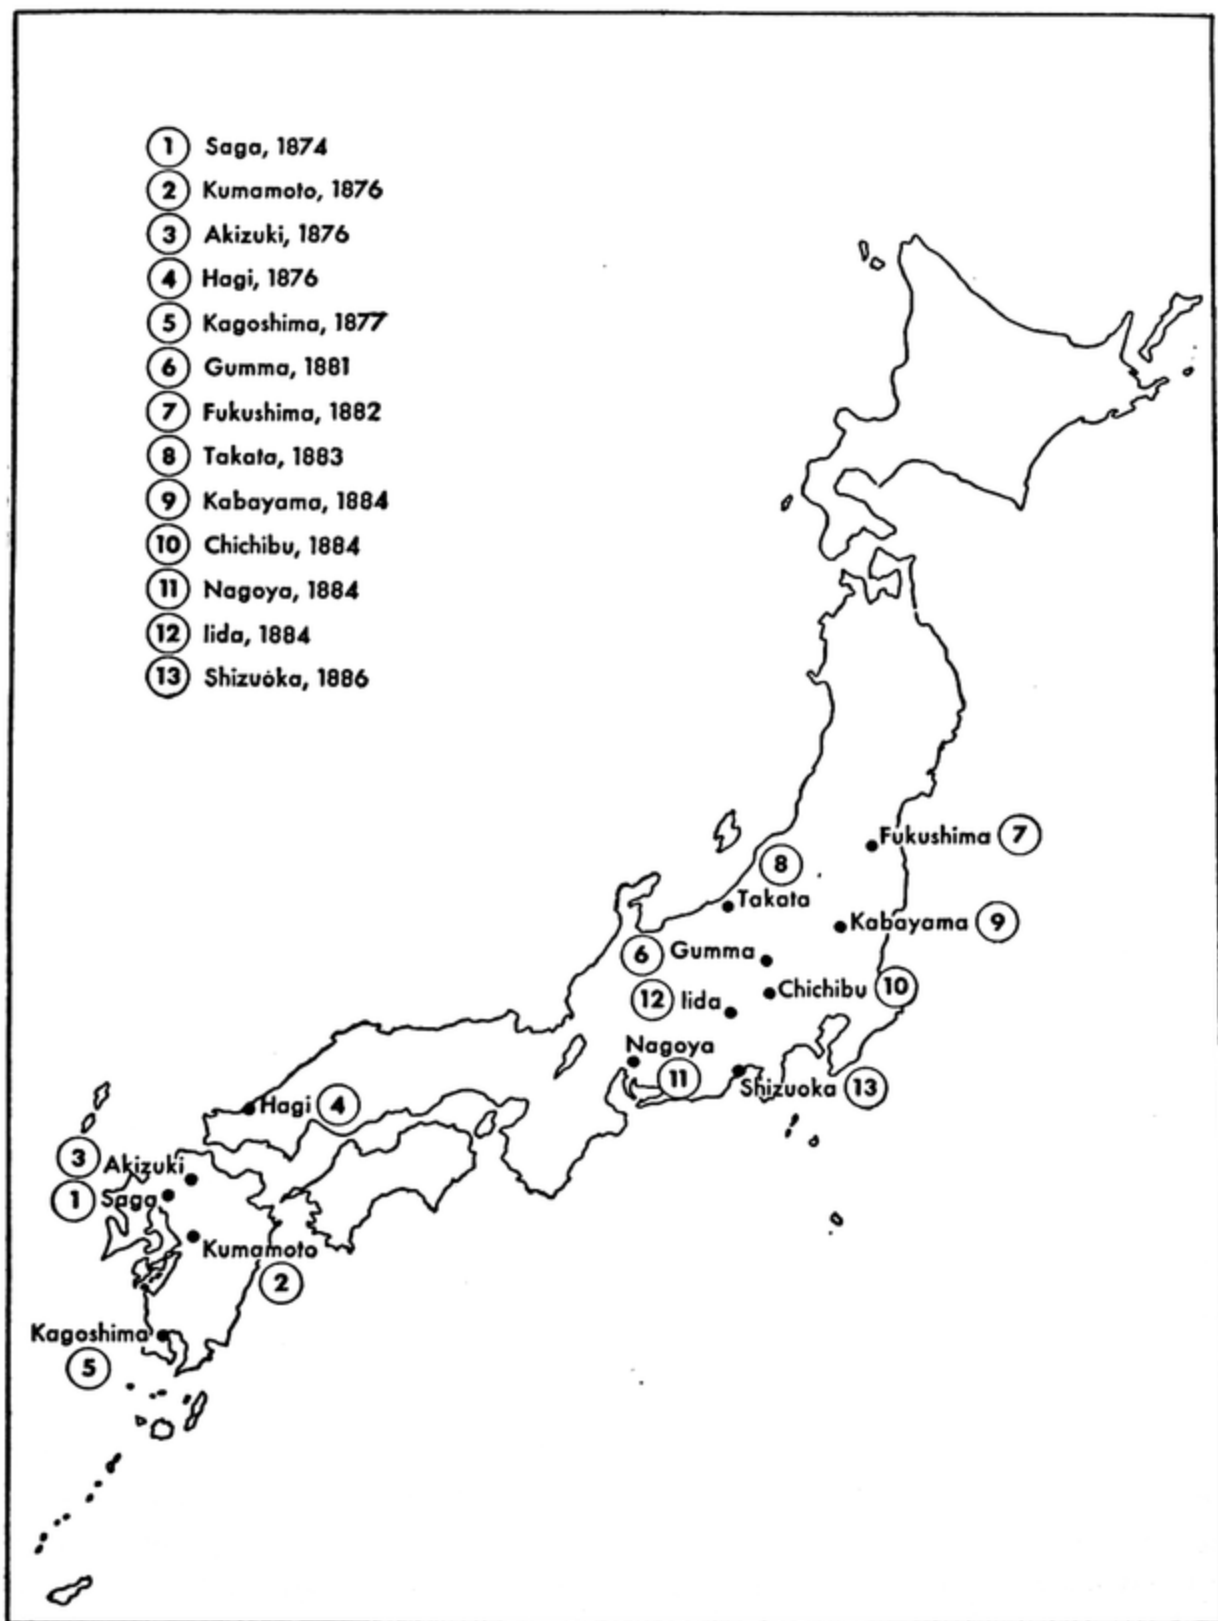 1 Saga, 1874
2 Kumamoto, 1876
3 Akizuki, 1876
4 Hagi, 1876
5 Kagoshima, 1877
6 Gumma, 1881
7 Fukushima, 1882
8 Takata, 1883
9 Kabayama, 1884
10 Chichibu, 1884
11 Nagoya, 1884
12 Iida, 1884
13 Shizuoka, 1886
Fukushima 7
8
Takata
Kabayama 9
6 Gumma
Chichibu 10
12 Iida
Nagoya
11
Shizuoka 13
Hagi 4
3
Akizuki
1 Saga
Kumamoto
2
Kagoshima
5